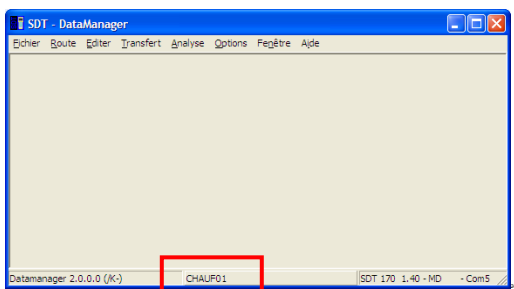 SDT - DataManager
Fichier Route Editer Transfert Analyse Options Fenêtre Aide
Datamanager 2.0.0.0 (/K-) CHAUF01 SDT 170 1.40 - MD - Com5